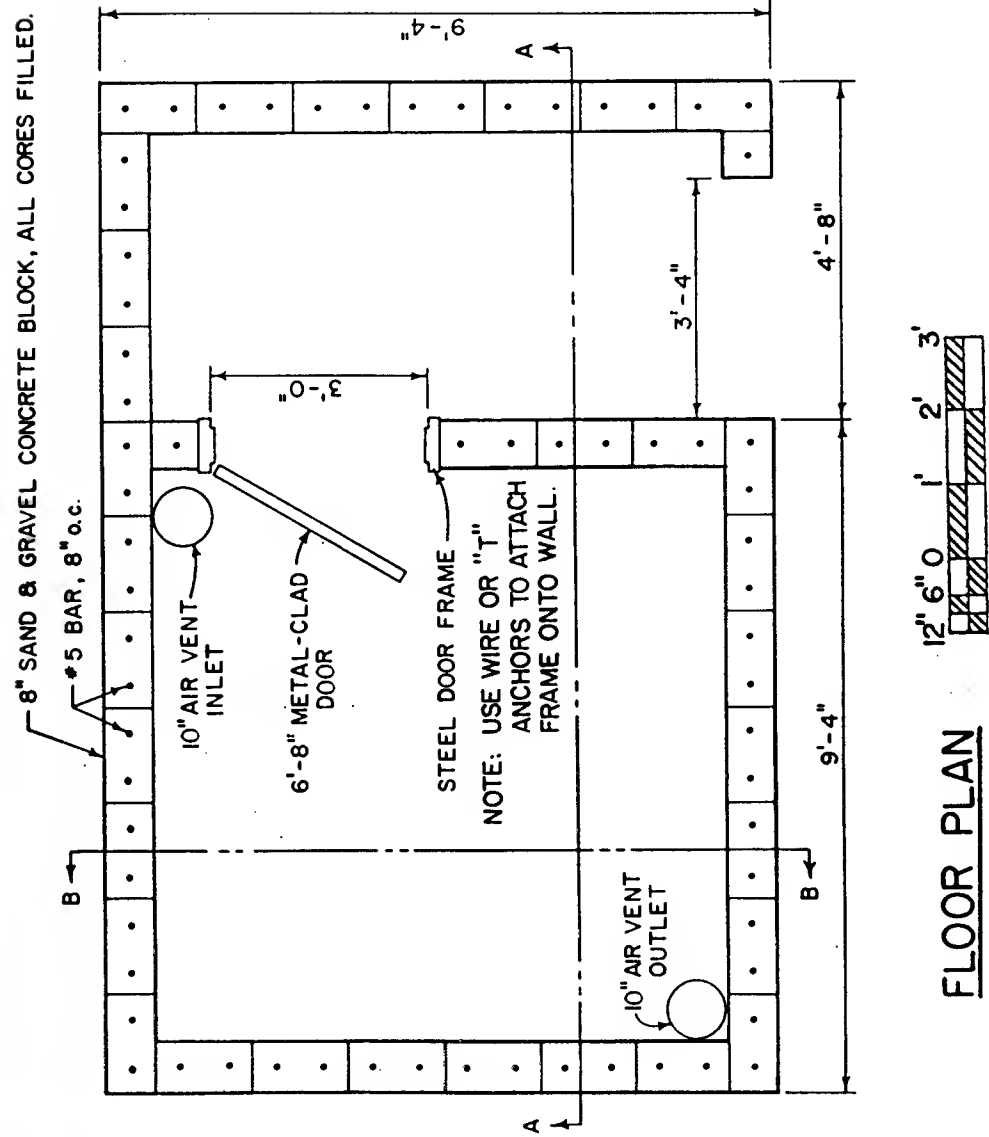 8" SAND & GRAVEL CONCRETE BLOCK, ALL CORES FILLED.
#5 BAR, 8" o.c.
9'-4"
A
B
10" AIR VENT
INLET
6'-8" METAL-CLAD
DOOR
3'-0"
STEEL DOOR FRAME
NOTE: USE WIRE OR "T"
ANCHORS TO ATTACH
FRAME ONTO WALL.
3'-4"
4'-8"
10" AIR VENT
OUTLET
A
B
9'-4"
FLOOR PLAN
12" 6" 0 1' 2' 3'